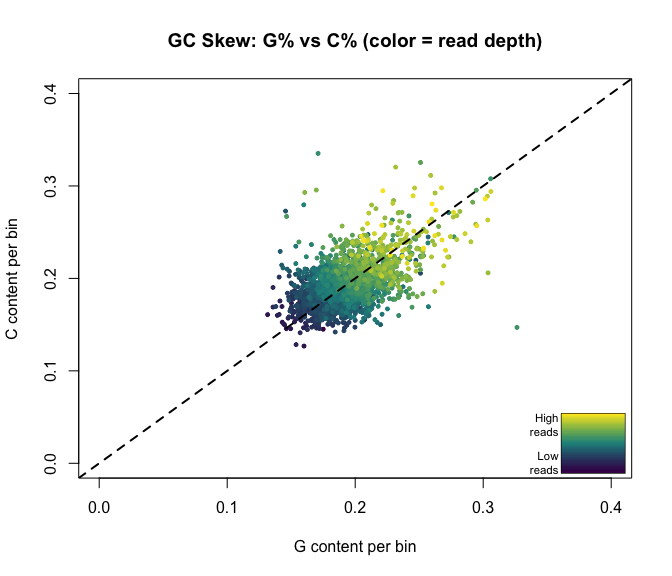 GC Skew: G% vs C% (color = read depth)
C content per bin
0.4
0.3
0.2
0.1
0.0
High
reads
Low
reads
0.0 0.1 0.2 0.3 0.4
G content per bin